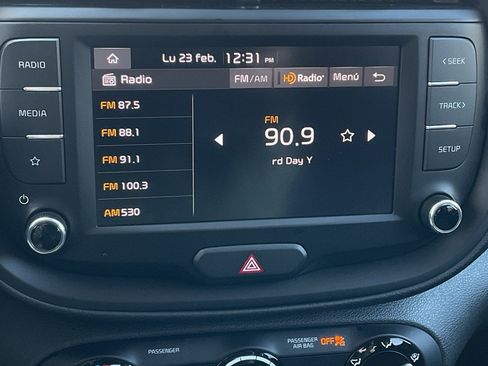 Lu 23 feb. 12:31 PM
RADIO
Radio FM/AM HD Radio Menú
< SEEK
MEDIA
FM 87.5
FM 88.1
FM 91.1
FM 100.3
AM 530
FM
90.9
rd Day Y
TRACK >
SETUP
PASSENGER
PASSENGER
AIR BAG
OFF